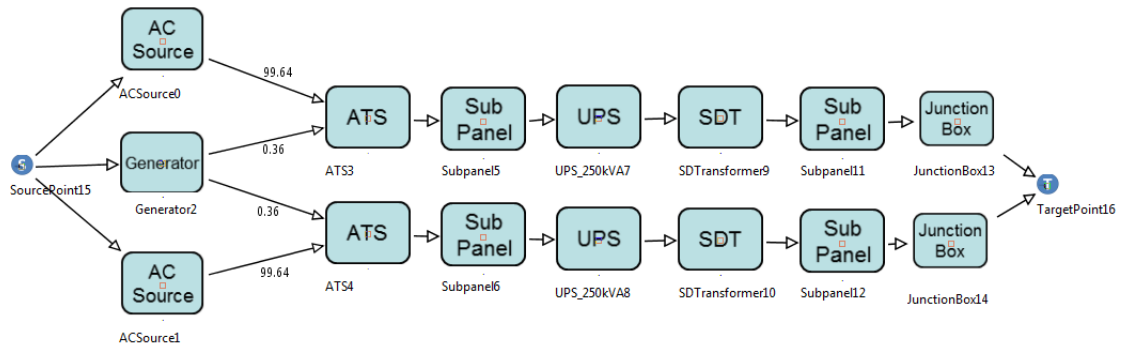 AC
Source
ACSource0
99.64
S
SourcePoint15
Generator
Generator2
0.36
0.36
AC
Source
ACSource1
99.64
ATS
ATS3
Sub
Panel
Subpanel5
UPS
UPS_250kVA7
SDT
SDTransformer9
Sub
Panel
Subpanel11
Junction
Box
JunctionBox13
ATS
ATS4
Sub
Panel
Subpanel6
UPS
UPS_250kVA8
SDT
SDTransformer10
Sub
Panel
Subpanel12
Junction
Box
JunctionBox14
T
TargetPoint16